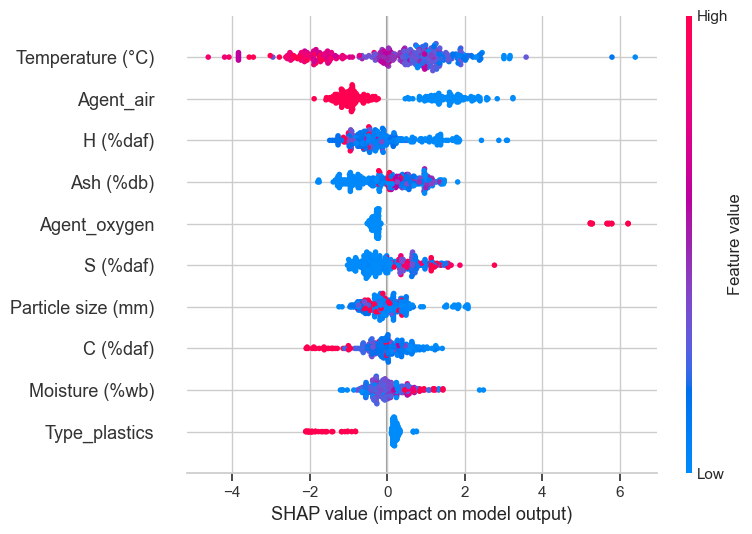 High
Temperature (°C)
Agent_air
H (%daf)
Ash (%db)
Agent_oxygen
S (%daf)
Particle size (mm)
C (%daf)
Moisture (%wb)
Type_plastics
Feature value
Low
−4 −2 0 2 4 6
SHAP value (impact on model output)